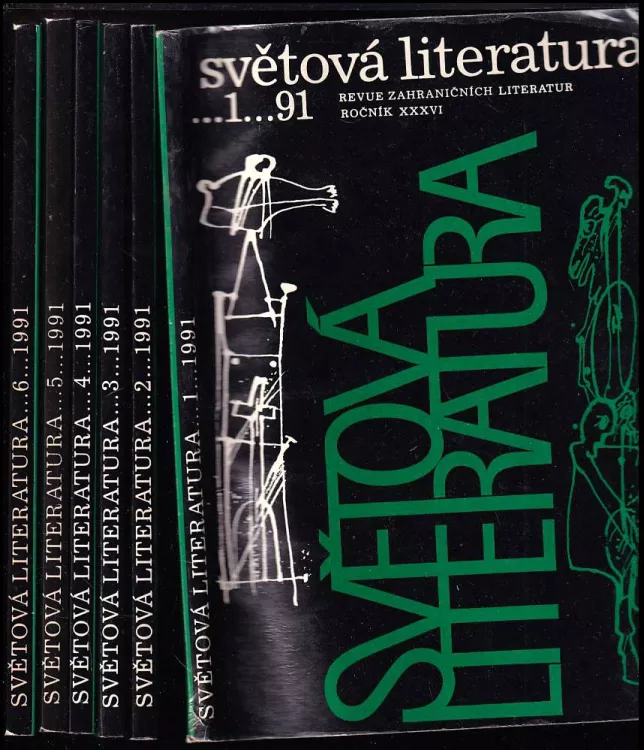 SVĚTOVÁ LITERATURA...6...1991
SVĚTOVÁ LITERATURA...5...1991
SVĚTOVÁ LITERATURA...4...1991
SVĚTOVÁ LITERATURA...3...1991
SVĚTOVÁ LITERATURA...2...1991
SVĚTOVÁ LITERATURA...1...1991
světová literatura
...1...91
REVUE ZAHRANIČNÍCH LITERATUR
ROČNÍK XXXVI
SVĚTOVÁ
LITERATURA